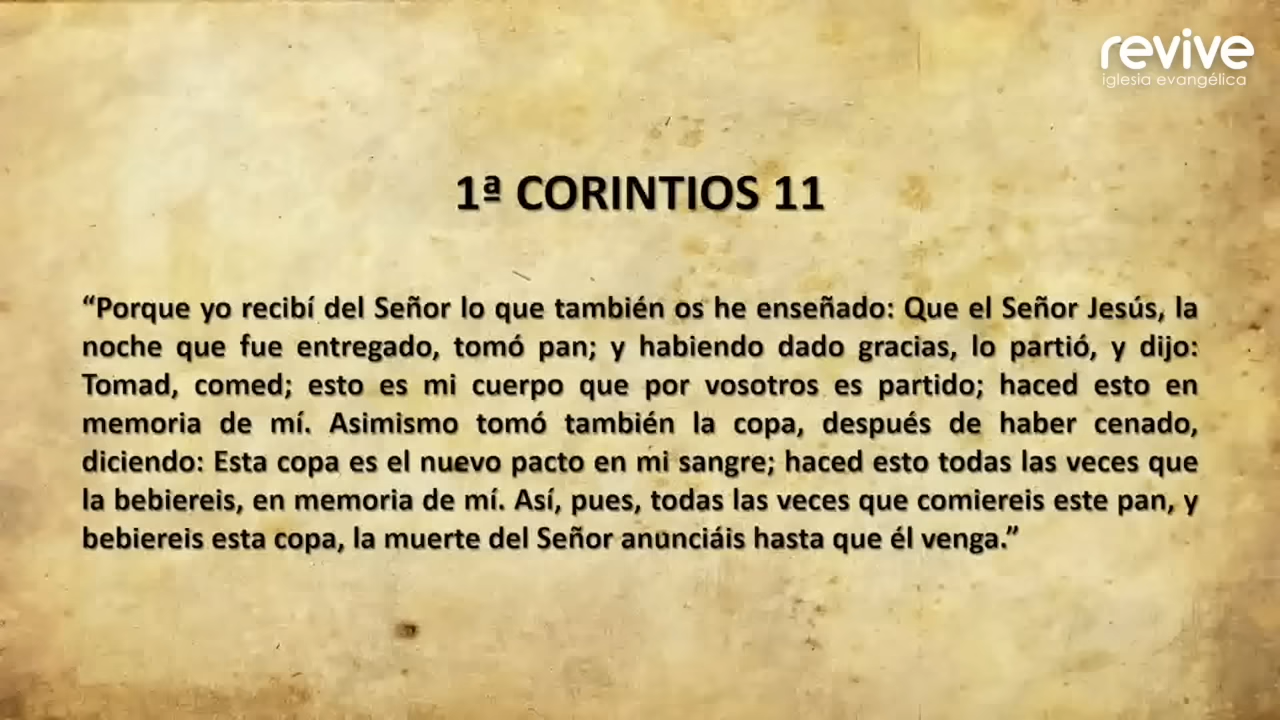 revive
iglesia evangélica
1ª CORINTIOS 11
“Porque yo recibí del Señor lo que también os he enseñado: Que el Señor Jesús, la
noche que fue entregado, tomó pan; y habiendo dado gracias, lo partió, y dijo:
Tomad, comed; esto es mi cuerpo que por vosotros es partido; haced esto en
memoria de mí. Asimismo tomó también la copa, después de haber cenado,
diciendo: Esta copa es el nuevo pacto en mi sangre; haced esto todas las veces que
la bebiereis, en memoria de mí. Así, pues, todas las veces que comiereis este pan, y
bebiereis esta copa, la muerte del Señor anunciáis hasta que él venga.”